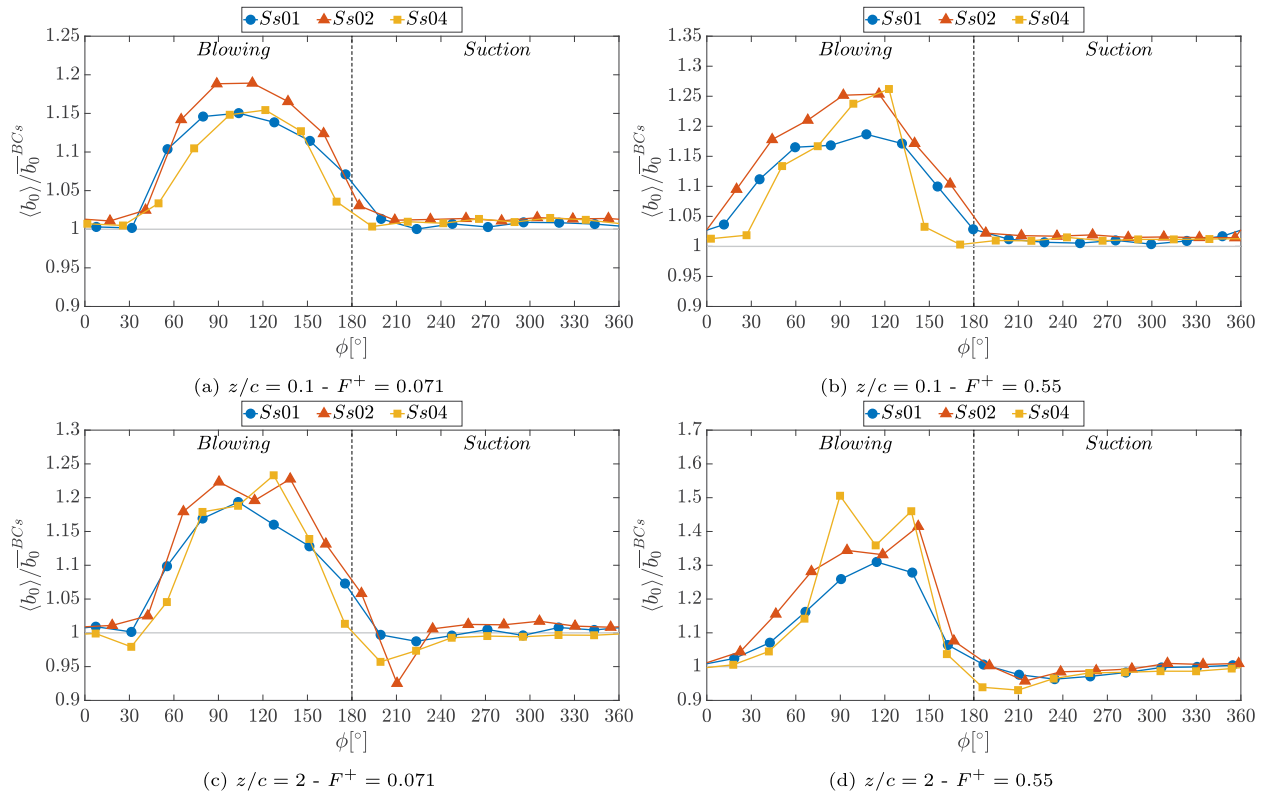 Ss01 Ss02 Ss04
Blowing Suction
1.25
1.2
1.15
1.1
1.05
1
0.95
0.9
⟨b₀⟩/b̅₀^BCs
0 30 60 90 120 150 180 210 240 270 300 330 360
ϕ[°]
(a) z/c = 0.1 - F⁺ = 0.071
Ss01 Ss02 Ss04
Blowing Suction
1.35
1.3
1.25
1.2
1.15
1.1
1.05
1
0.95
0.9
⟨b₀⟩/b̅₀^BCs
0 30 60 90 120 150 180 210 240 270 300 330 360
ϕ[°]
(b) z/c = 0.1 - F⁺ = 0.55
Ss01 Ss02 Ss04
Blowing Suction
1.3
1.25
1.2
1.15
1.1
1.05
1
0.95
0.9
⟨b₀⟩/b̅₀^BCs
0 30 60 90 120 150 180 210 240 270 300 330 360
ϕ[°]
(c) z/c = 2 - F⁺ = 0.071
Ss01 Ss02 Ss04
Blowing Suction
1.7
1.6
1.5
1.4
1.3
1.2
1.1
1
0.9
⟨b₀⟩/b̅₀^BCs
0 30 60 90 120 150 180 210 240 270 300 330 360
ϕ[°]
(d) z/c = 2 - F⁺ = 0.55